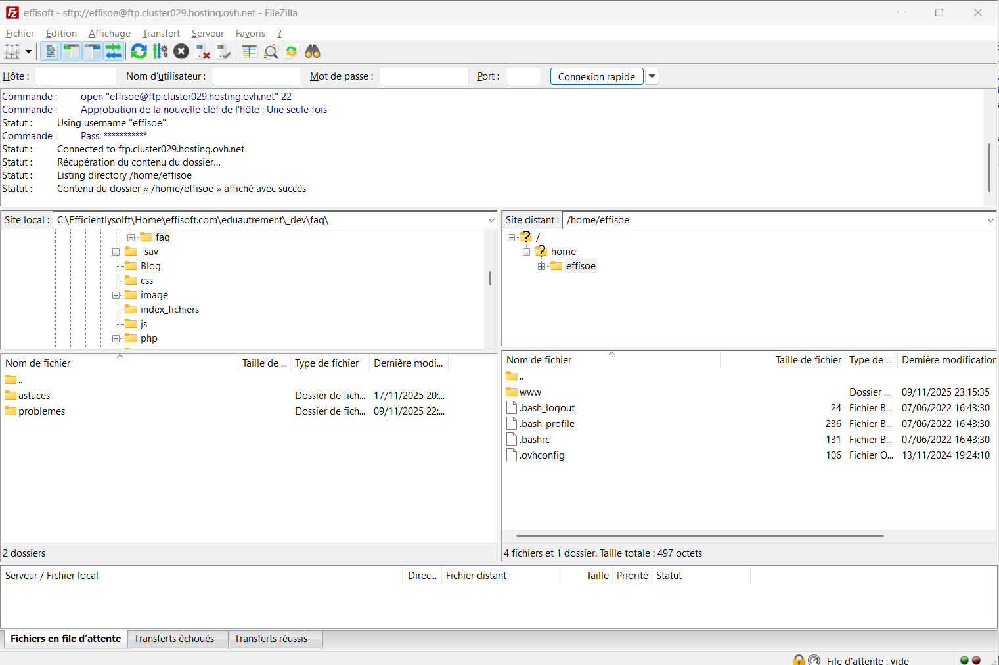 effisoft - sftp://effisoe@ftp.cluster029.hosting.ovh.net - FileZilla
Fichier Édition Affichage Transfert Serveur Favoris ?
Hôte : Nom d'utilisateur : Mot de passe : Port : Connexion rapide
Commande : open "effisoe@ftp.cluster029.hosting.ovh.net" 22
Commande : Approbation de la nouvelle clef de l'hôte : Une seule fois
Statut : Using username "effisoe".
Commande : Pass: ***********
Statut : Connected to ftp.cluster029.hosting.ovh.net
Statut : Récupération du contenu du dossier...
Statut : Listing directory /home/effisoe
Statut : Contenu du dossier « /home/effisoe » affiché avec succès
Site local : C:\Efficientlysolft\Home\effisoft.com\eduautrement\_dev\faq\
faq
_sav
Blog
css
image
index_fichiers
js
php
Nom de fichier Taille de ... Type de fichier Dernière modi...
..
astuces Dossier de fich... 17/11/2025 20:...
problemes Dossier de fich... 09/11/2025 22:...
2 dossiers
Site distant : /home/effisoe
? /
? home
effisoe
Nom de fichier Taille de fichier Type de ... Dernière modification
..
www Dossier ... 09/11/2025 23:15:35
.bash_logout 24 Fichier B... 07/06/2022 16:43:30
.bash_profile 236 Fichier B... 07/06/2022 16:43:30
.bashrc 131 Fichier B... 07/06/2022 16:43:30
.ovhconfig 106 Fichier O... 13/11/2024 19:24:10
4 fichiers et 1 dossier. Taille totale : 497 octets
Serveur / Fichier local Direc... Fichier distant Taille Priorité Statut
Fichiers en file d'attente Transferts échoués Transferts réussis
File d'attente : vide